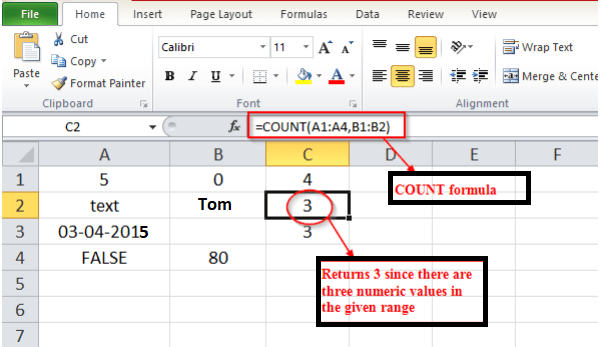 File Home Insert Page Layout Formulas Data Review View
Cut
Copy
Format Painter
Paste
Calibri 11 A A
B I U A
Wrap Text
Merge & Cente
Clipboard Font Alignment
C2 fx =COUNT(A1:A4,B1:B2)
A B C D E F
1 5 0 4
COUNT formula
2 text Tom 3
3 03-04-2015 3
4 FALSE 80
Returns 3 since there are
three numeric values in
the given range
5
6
7